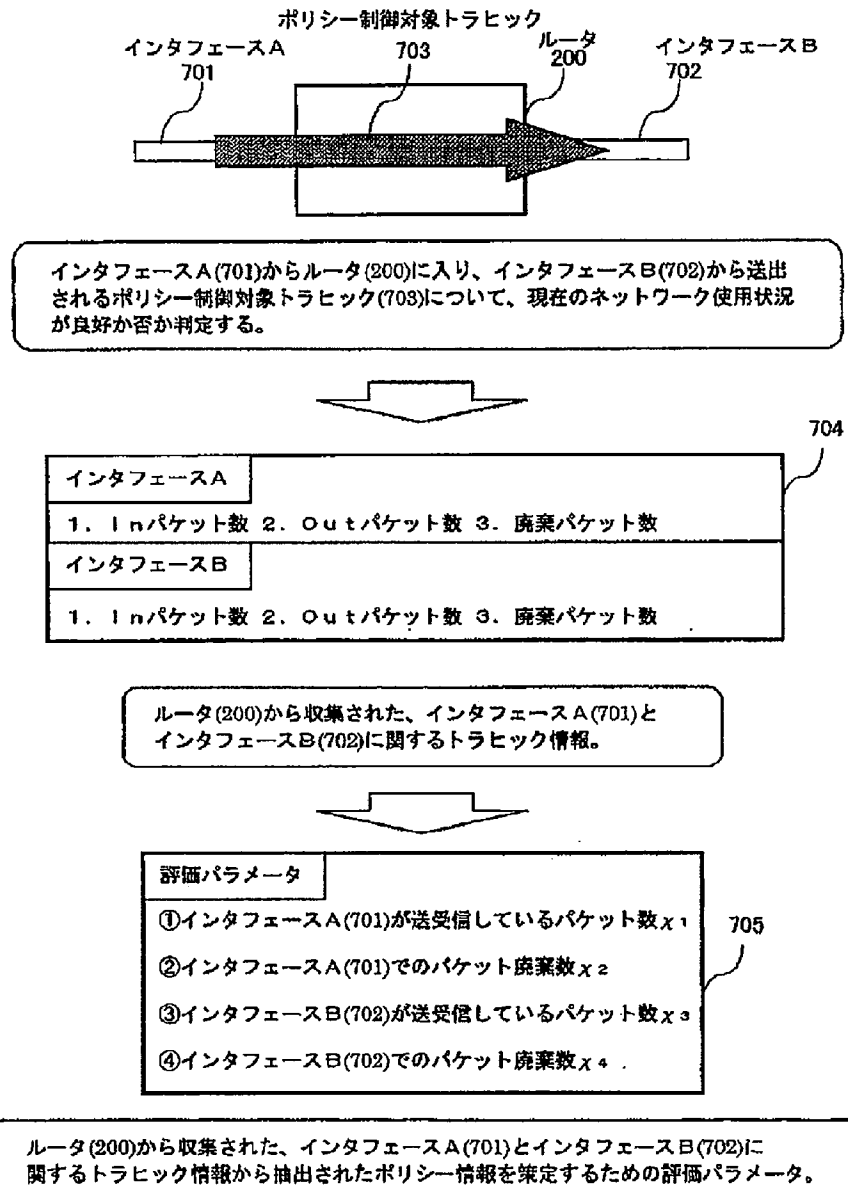 ポリシー制御対象トラヒック
インタフェースA
701
703
ルータ
200
インタフェースB
702
インタフェースA(701)からルータ(200)に入り、インタフェースB(702)から送出
されるポリシー制御対象トラヒック(703)について、現在のネットワーク使用状況
が良好か否か判定する。
704
インタフェースA
1．Inパケット数 2．Outパケット数 3．廃棄パケット数
インタフェースB
1．Inパケット数 2．Outパケット数 3．廃棄パケット数
ルータ(200)から収集された、インタフェースA(701)と
インタフェースB(702)に関するトラヒック情報。
評価パラメータ
①インタフェースA(701)が送受信しているパケット数χ1
②インタフェースA(701)でのパケット廃棄数χ2
③インタフェースB(702)が送受信しているパケット数χ3
④インタフェースB(702)でのパケット廃棄数χ4
705
ルータ(200)から収集された、インタフェースA(701)とインタフェースB(702)に
関するトラヒック情報から抽出されたポリシー情報を策定するための評価パラメータ。